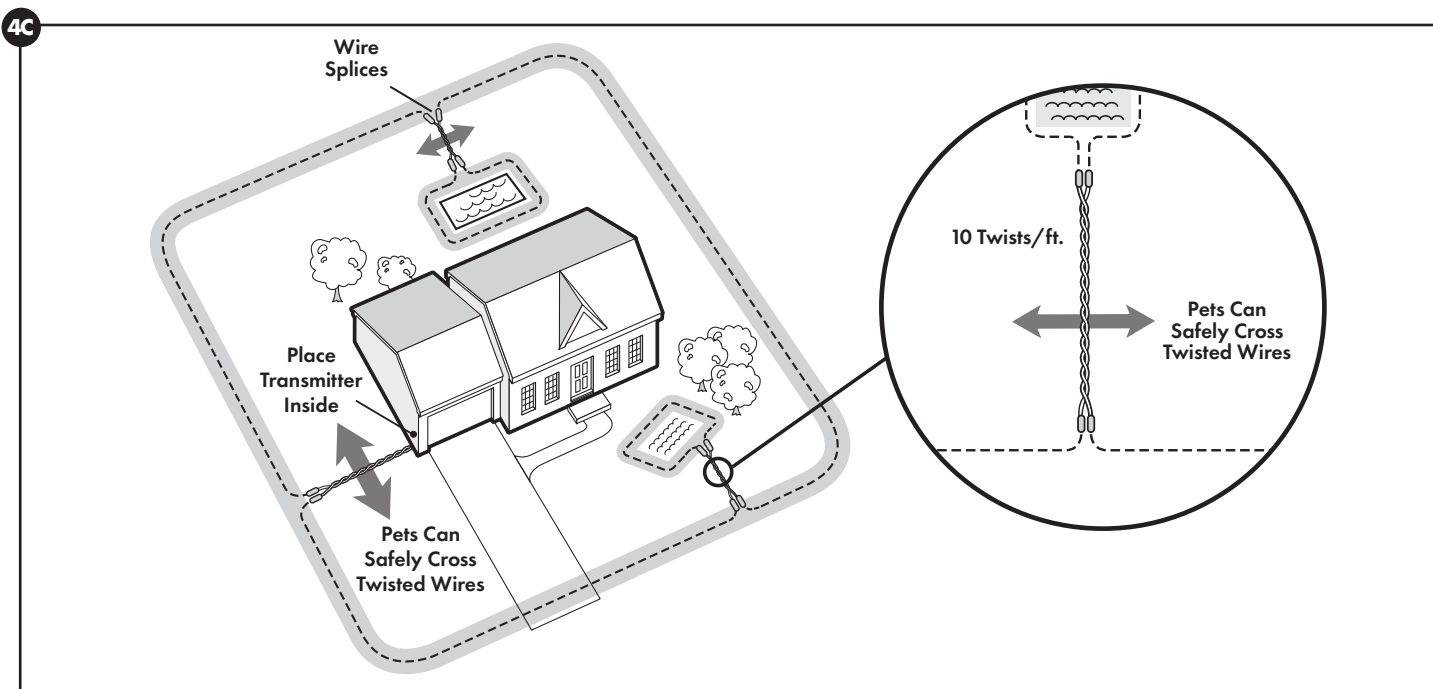 4C
Wire
Splices
10 Twists/ft.
Pets Can
Safely Cross
Twisted Wires
Place
Transmitter
Inside
Pets Can
Safely Cross
Twisted Wires